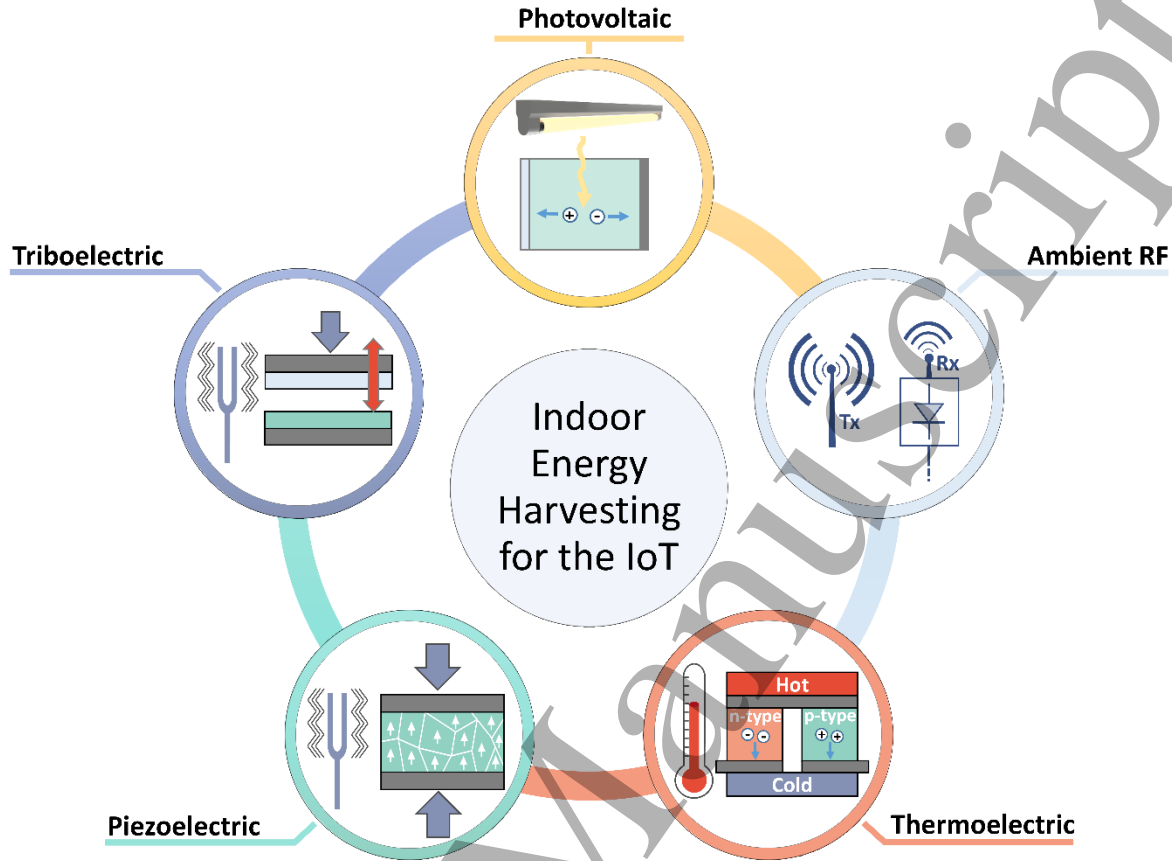 Photovoltaic
Triboelectric
Ambient RF
Rx
Tx
Indoor
Energy
Harvesting
for the IoT
Hot
n-type p-type
Cold
Piezoelectric
Thermoelectric
Manuscript